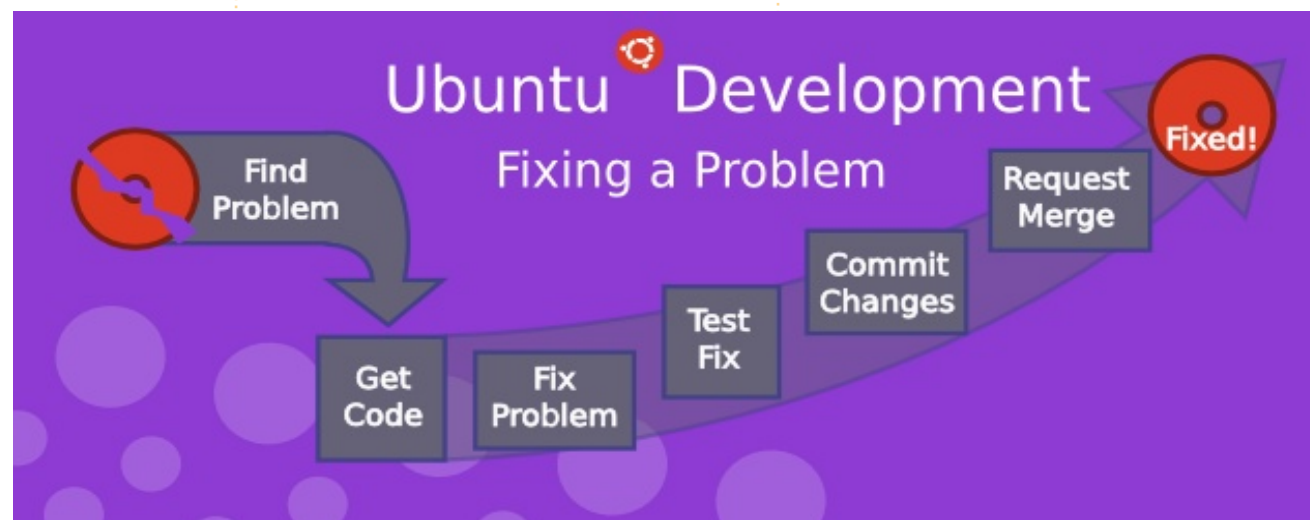 Ubuntu Development
Fixing a Problem
Find
Problem
Get
Code
Fix
Problem
Test
Fix
Commit
Changes
Request
Merge
Fixed!